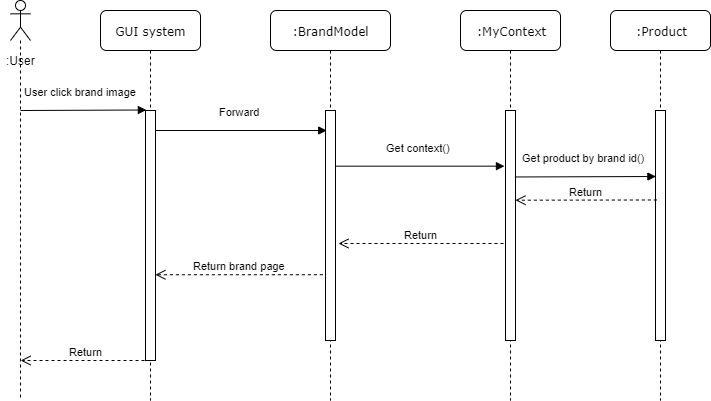 GUI system
:BrandModel
:MyContext
:Product
:User
User click brand image
Forward
Get context()
Get product by brand id()
Return
Return
Return brand page
Return